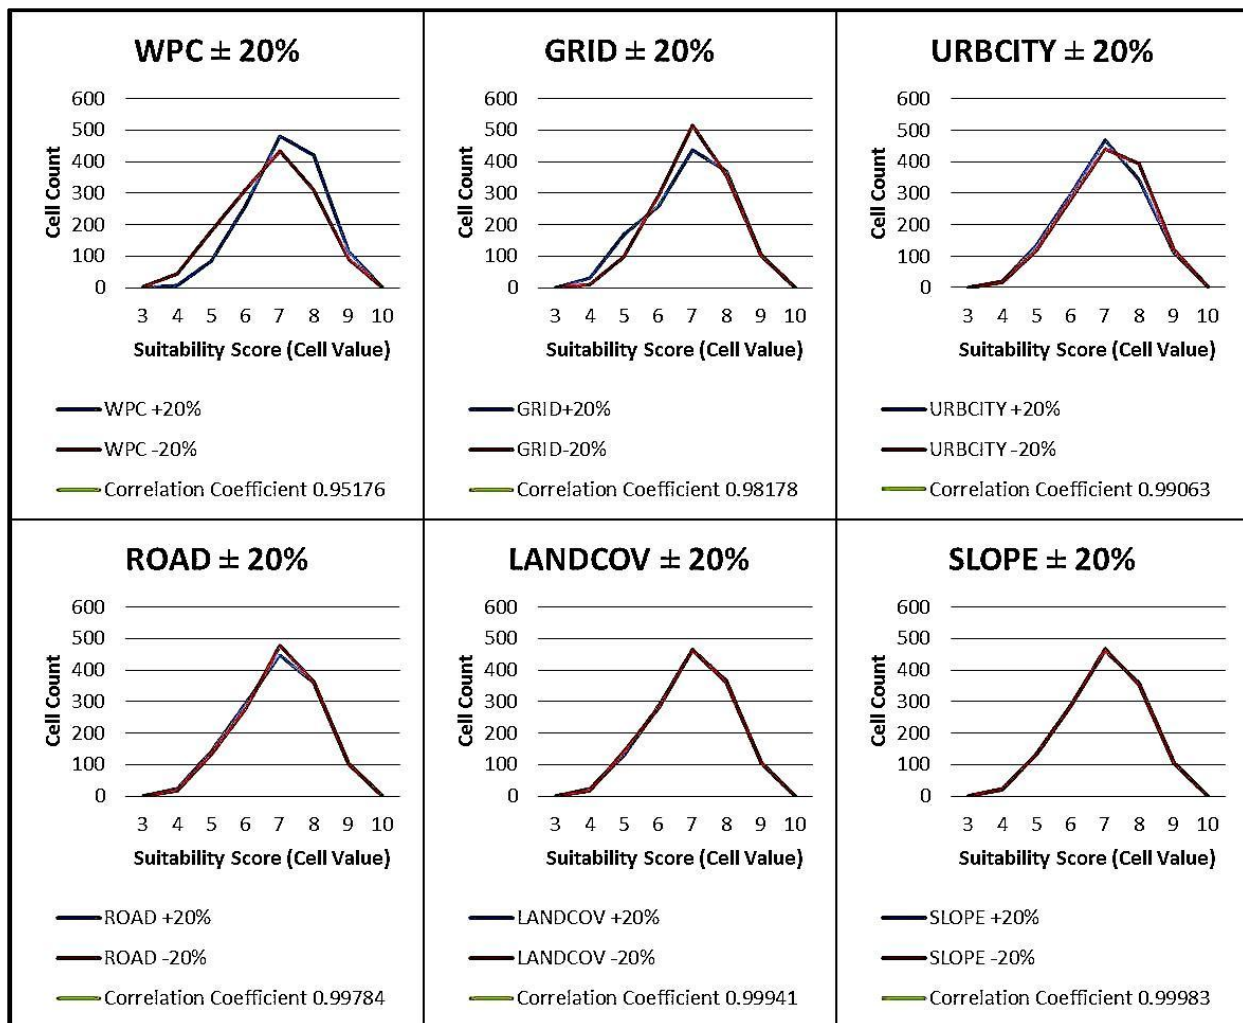 WPC ± 20%
600
500
400
300
200
100
0
Cell Count
3 4 5 6 7 8 9 10
Suitability Score (Cell Value)
WPC +20%
WPC -20%
Correlation Coefficient 0.95176
GRID ± 20%
600
500
400
300
200
100
0
Cell Count
3 4 5 6 7 8 9 10
Suitability Score (Cell Value)
GRID+20%
GRID-20%
Correlation Coefficient 0.98178
URBCITY ± 20%
600
500
400
300
200
100
0
Cell Count
3 4 5 6 7 8 9 10
Suitability Score (Cell Value)
URBCITY +20%
URBCITY -20%
Correlation Coefficient 0.99063
ROAD ± 20%
600
500
400
300
200
100
0
Cell Count
3 4 5 6 7 8 9 10
Suitability Score (Cell Value)
ROAD +20%
ROAD -20%
Correlation Coefficient 0.99784
LANDCOV ± 20%
600
500
400
300
200
100
0
Cell Count
3 4 5 6 7 8 9 10
Suitability Score (Cell Value)
LANDCOV +20%
LANDCOV -20%
Correlation Coefficient 0.99941
SLOPE ± 20%
600
500
400
300
200
100
0
Cell Count
3 4 5 6 7 8 9 10
Suitability Score (Cell Value)
SLOPE +20%
SLOPE -20%
Correlation Coefficient 0.99983